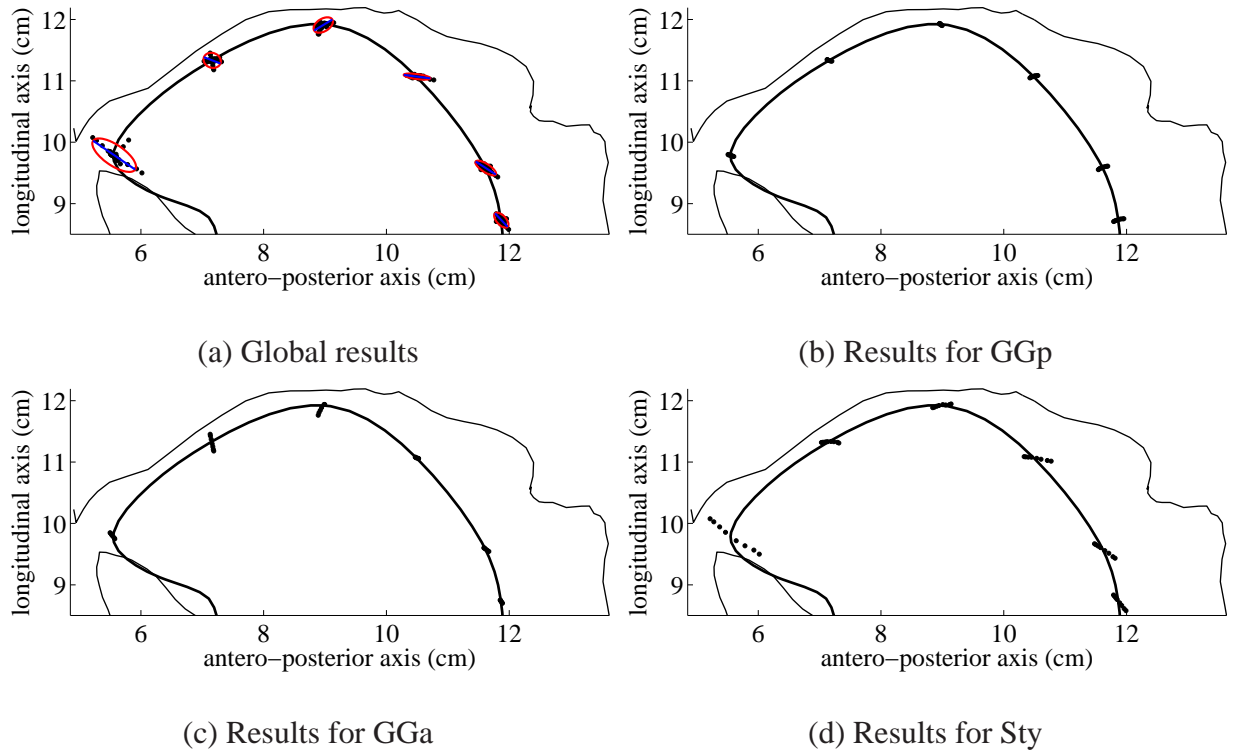 longitudinal axis (cm)
12
11
10
9
6 8 10 12
antero−posterior axis (cm)
(a) Global results
longitudinal axis (cm)
12
11
10
9
6 8 10 12
antero−posterior axis (cm)
(b) Results for GGp
longitudinal axis (cm)
12
11
10
9
6 8 10 12
antero−posterior axis (cm)
(c) Results for GGa
longitudinal axis (cm)
12
11
10
9
6 8 10 12
antero−posterior axis (cm)
(d) Results for Sty